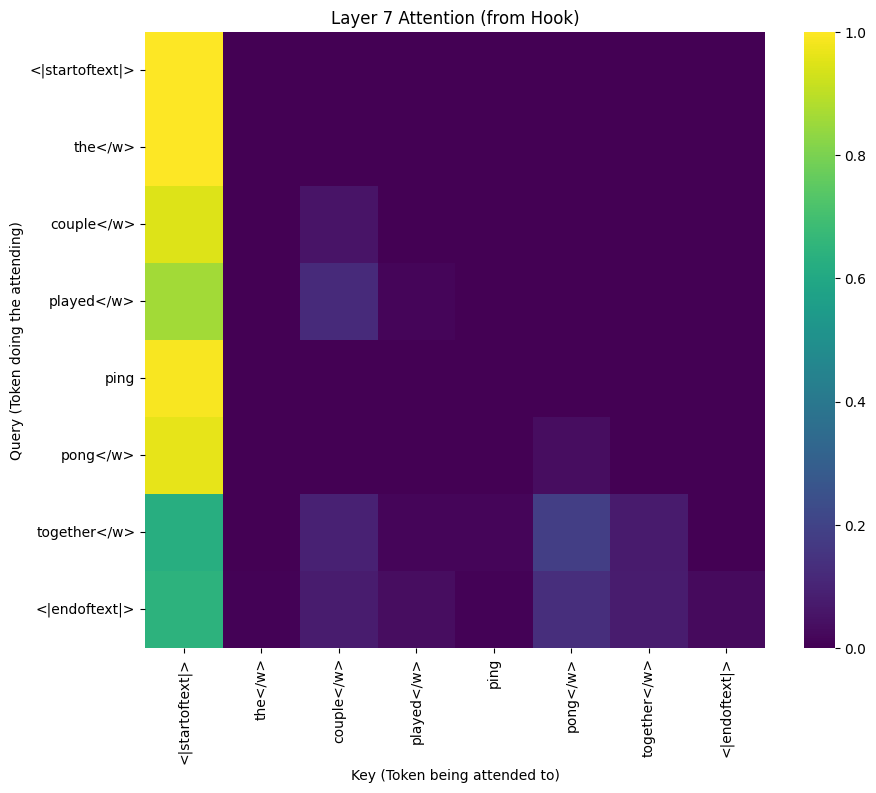 Layer 7 Attention (from Hook)
Query (Token doing the attending)
<|startoftext|>
the</w>
couple</w>
played</w>
ping
pong</w>
together</w>
<|endoftext|>
1.0
0.8
0.6
0.4
0.2
0.0
<|startoftext|>
the</w>
couple</w>
played</w>
ping
pong</w>
together</w>
<|endoftext|>
Key (Token being attended to)